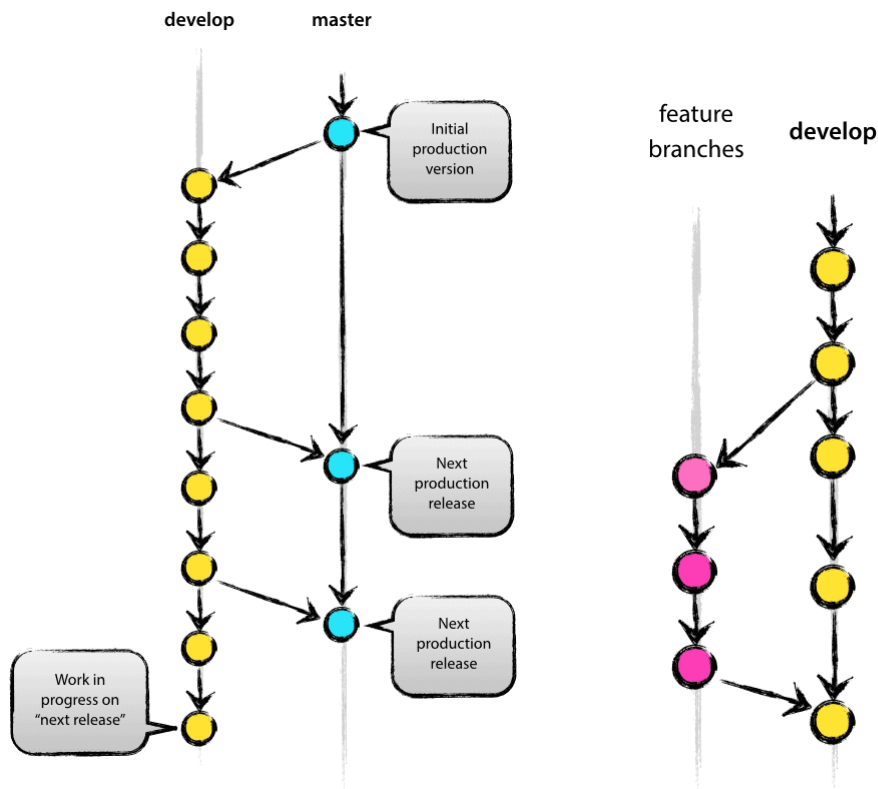 develop
master
Initial
production
version
Next
production
release
Next
production
release
Work in
progress on
“next release”
feature
branches
develop